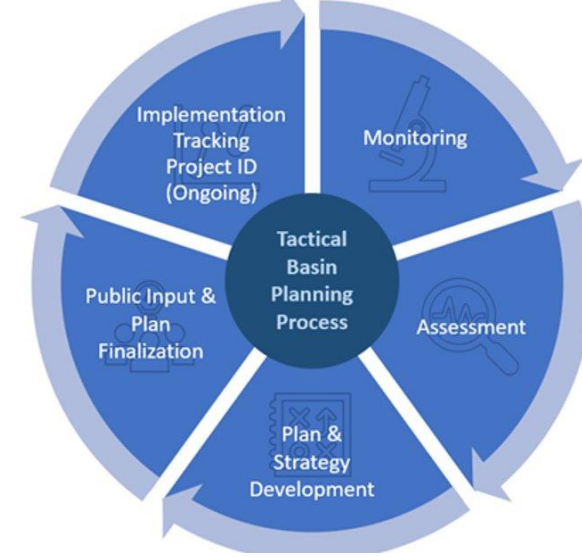 Implementation
Tracking
Project ID
(Ongoing)
Monitoring
Tactical
Basin
Planning
Process
Public Input &
Plan
Finalization
Assessment
Plan &
Strategy
Development